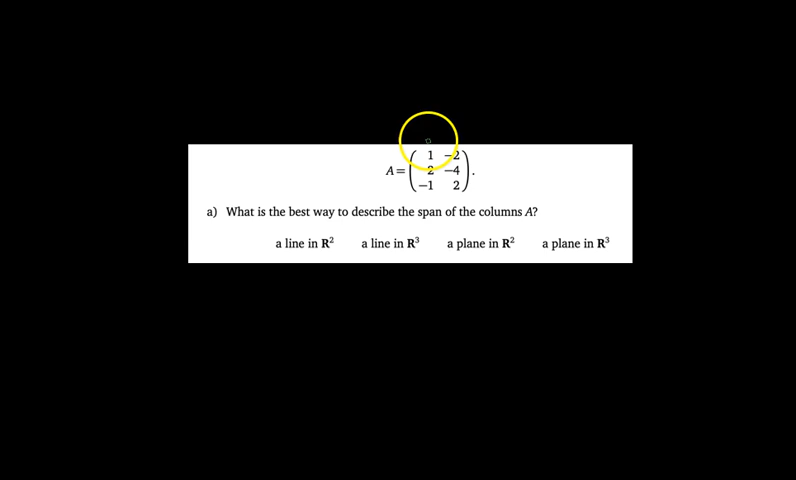 1 −2
A = 2 −4 .
−1 2
a) What is the best way to describe the span of the columns A?
a line in R² a line in R³ a plane in R² a plane in R³